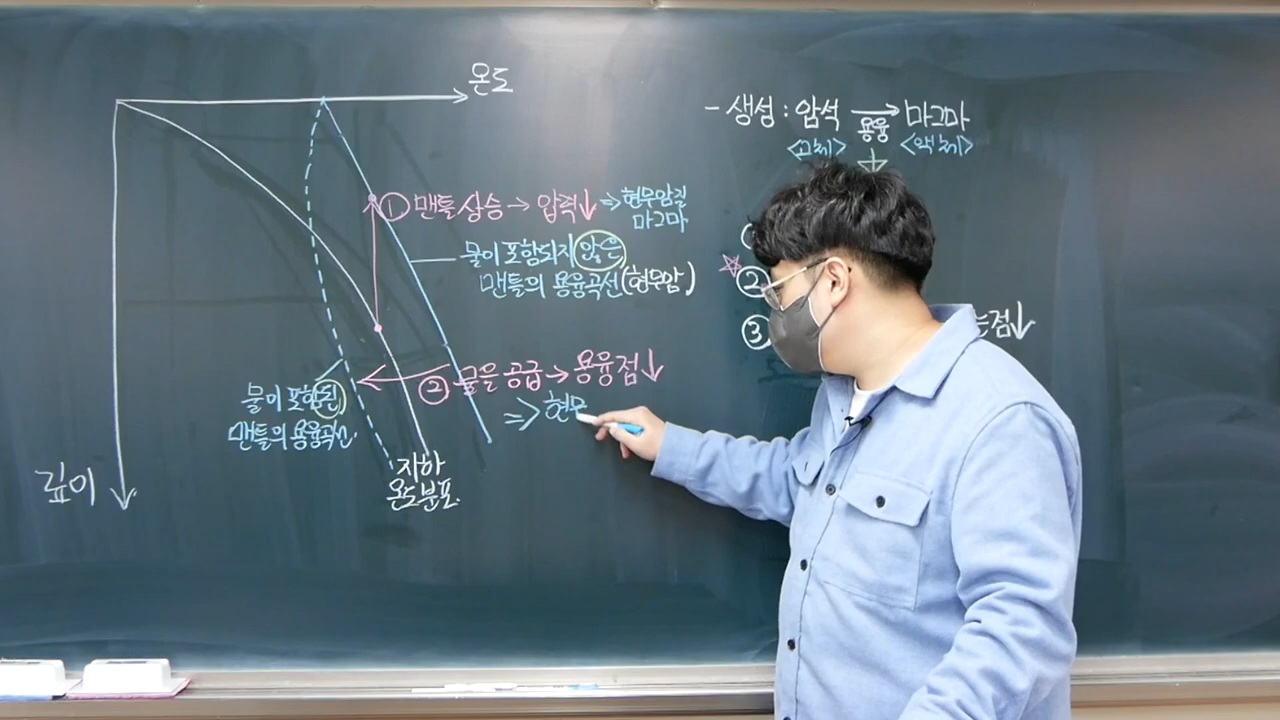 온도
깊이
① 맨틀 상승 → 압력↓ ⇒ 현무암질
마그마
물이 포함되지 않은
맨틀의 용융곡선(현무암)
② 물을 공급 → 용융점↓
⇒ 현무
물이 포함된
맨틀의 용융곡선.
지하
온도분포.
- 생성 : 암석 → 마그마
용융
<고체> <액체>
②
③
는점↓